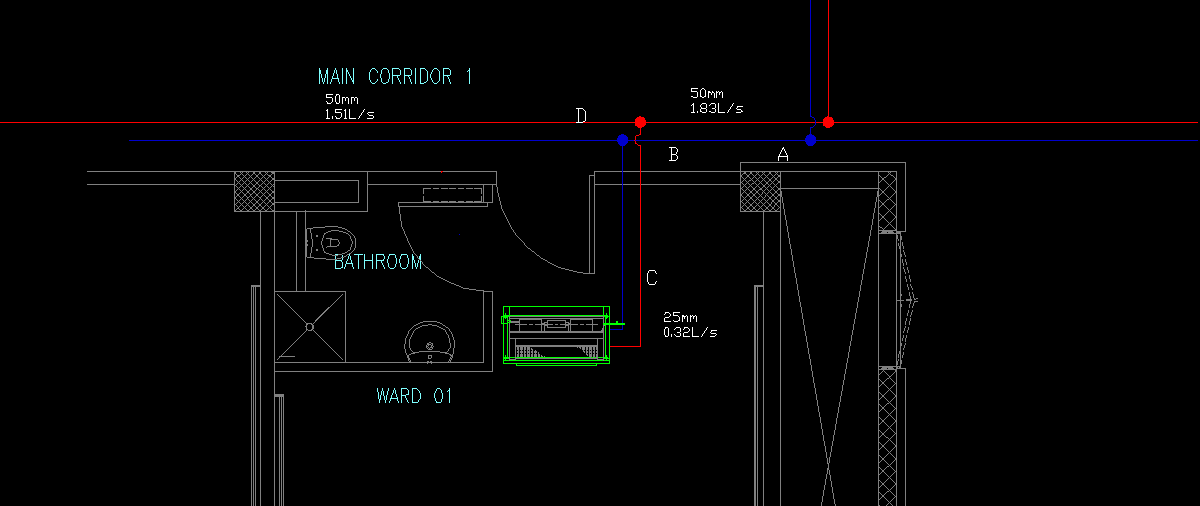 MAIN CORRIDOR 1
50mm
1.51L/s
D
50mm
1.83L/s
B
A
BATHROOM
C
25mm
0.32L/s
WARD 01